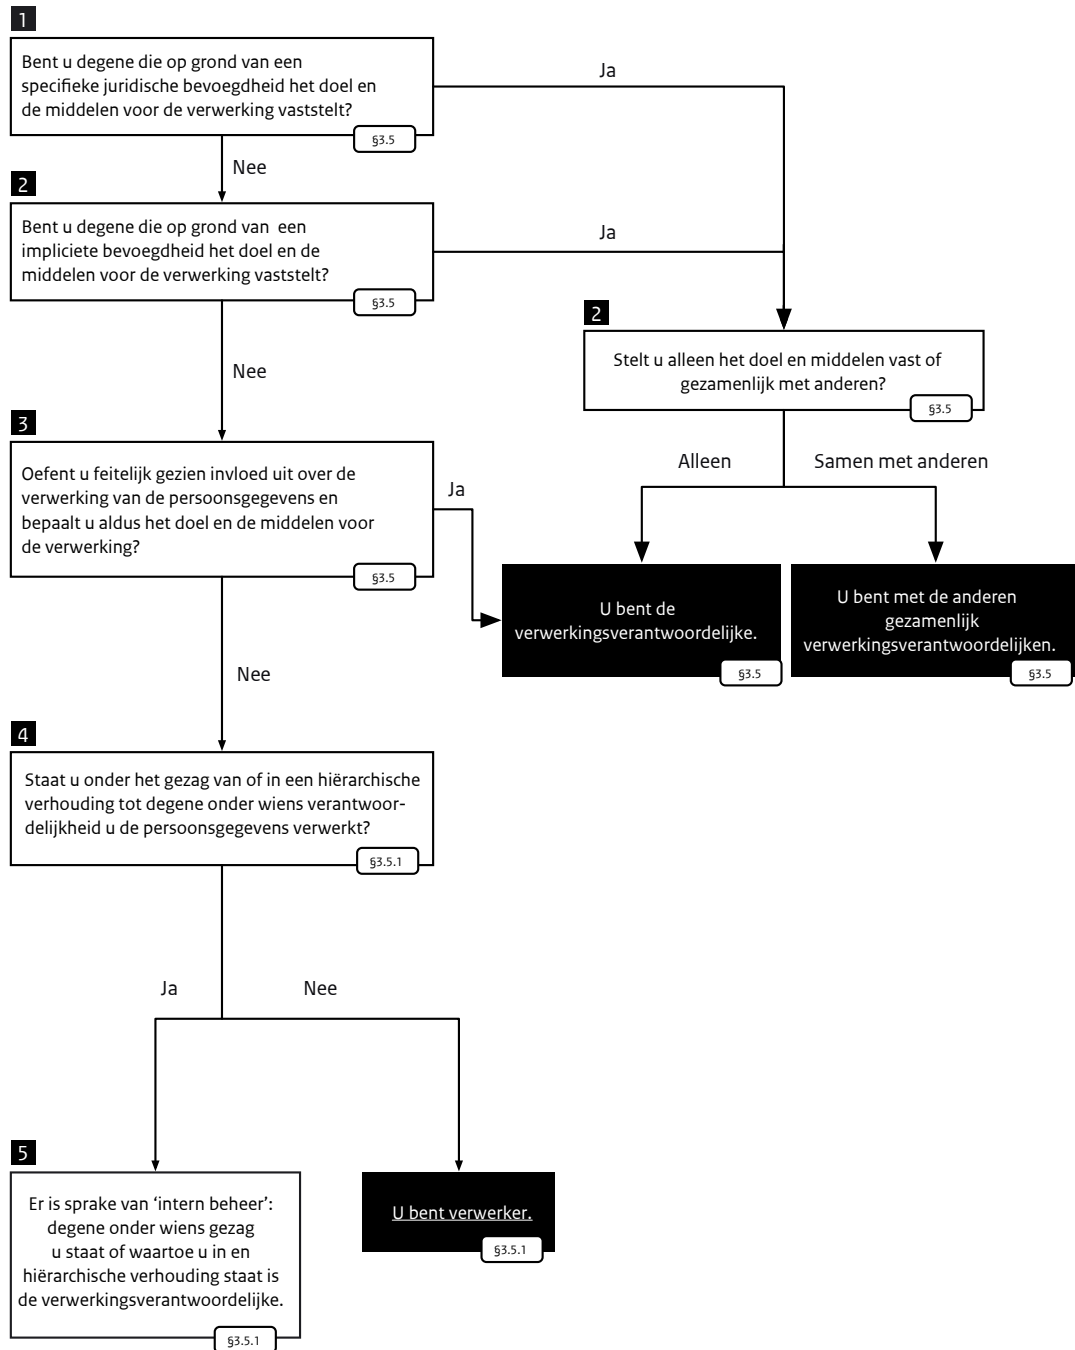 1
Bent u degene die op grond van een
specifieke juridische bevoegdheid het doel en
de middelen voor de verwerking vaststelt?
§3.5
Ja
Nee
2
Bent u degene die op grond van een
impliciete bevoegdheid het doel en de
middelen voor de verwerking vaststelt?
§3.5
Ja
Nee
2
Stelt u alleen het doel en middelen vast of
gezamenlijk met anderen?
§3.5
Alleen
Samen met anderen
3
Oefent u feitelijk gezien invloed uit over de
verwerking van de persoonsgegevens en
bepaalt u aldus het doel en de middelen voor
de verwerking?
§3.5
Ja
Nee
U bent de
verwerkingsverantwoordelijke.
§3.5
U bent met de anderen
gezamenlijk
verwerkingsverantwoordelijken.
§3.5
4
Staat u onder het gezag van of in een hiërarchische
verhouding tot degene onder wiens verantwoor-
delijkheid u de persoonsgegevens verwerkt?
§3.5.1
Ja
Nee
5
Er is sprake van ‘intern beheer’:
degene onder wiens gezag
u staat of waartoe u in en
hiërarchische verhouding staat is
de verwerkingsverantwoordelijke.
§3.5.1
U bent verwerker.
§3.5.1